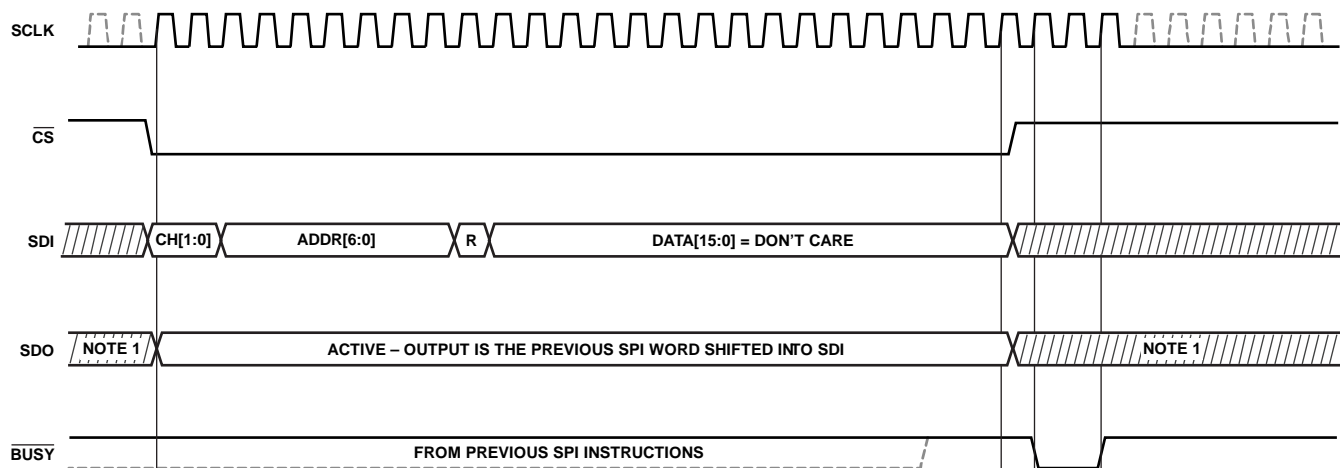 SCLK
CS
SDI
CH[1:0]
ADDR[6:0]
R
DATA[15:0] = DON'T CARE
SDO
NOTE 1
ACTIVE – OUTPUT IS THE PREVIOUS SPI WORD SHIFTED INTO SDI
NOTE 1
BUSY
FROM PREVIOUS SPI INSTRUCTIONS